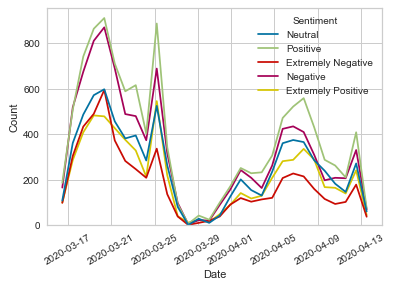 Sentiment
Neutral
Positive
Extremely Negative
Negative
Extremely Positive
Count
800
600
400
200
0
2020-03-17
2020-03-21
2020-03-25
2020-03-29
2020-04-01
2020-04-05
2020-04-09
2020-04-13
Date